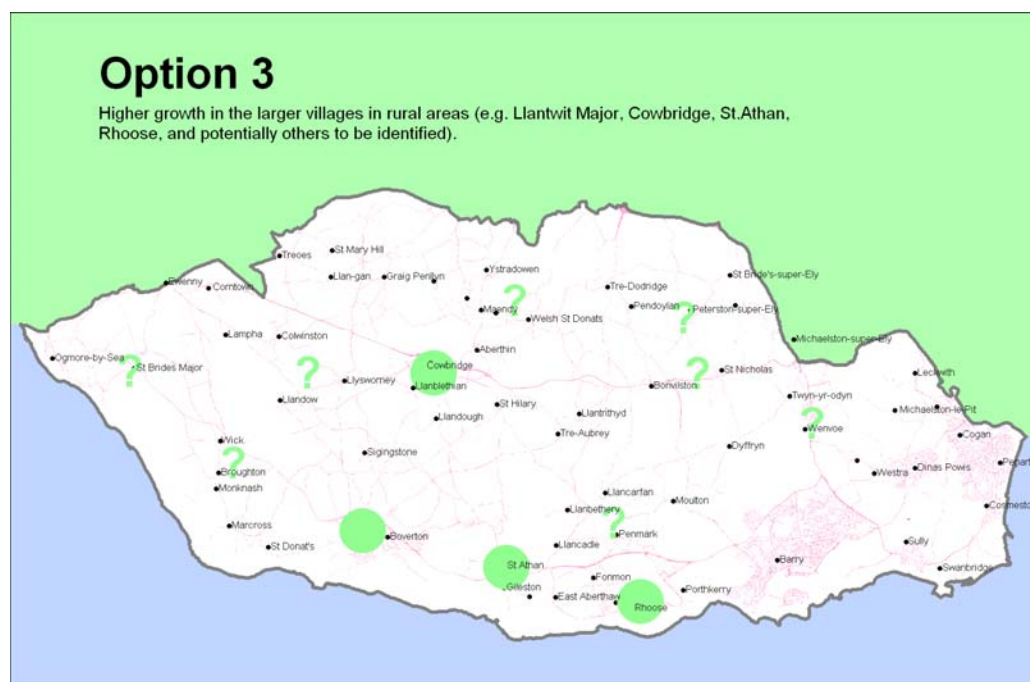 Option 3
Higher growth in the larger villages in rural areas (e.g. Llantwit Major, Cowbridge, St.Athan,
Rhoose, and potentially others to be identified).
St Mary Hill
Treoes
Ystradowen
Llan-gan
Graig Penllyn
St Bride's-super-Ely
Ewenny
Corntown
Tre-Dodridge
?
Maendy
Pendoylan
?
Peterston-super-Ely
Welsh St Donats
Lampha
Colwinston
Michaelston-super-Ely
Aberthin
Ogmore-by-Sea
?
St Brides Major
?
Cowbridge
?
St Nicholas
Leckwith
Llysworney
Llanblethian
Bonvilston
Llandow
St Hilary
Twyn-yr-odyn
Llandough
Llantrithyd
Michaelston-le-Pit
?
Wenvoe
Tre-Aubrey
Cogan
Wick
Dyffryn
Sigingstone
?
Broughton
Westra
Dinas Powis
Monknash
Llancarfan
Moulton
Llanbethery
?
Marcross
Penmark
Boverton
Sully
St Donat's
Llancadle
Barry
St Athan
Swanbridge
Fonmon
Gileston
East Aberthaw
Porthkerry
Rhoose